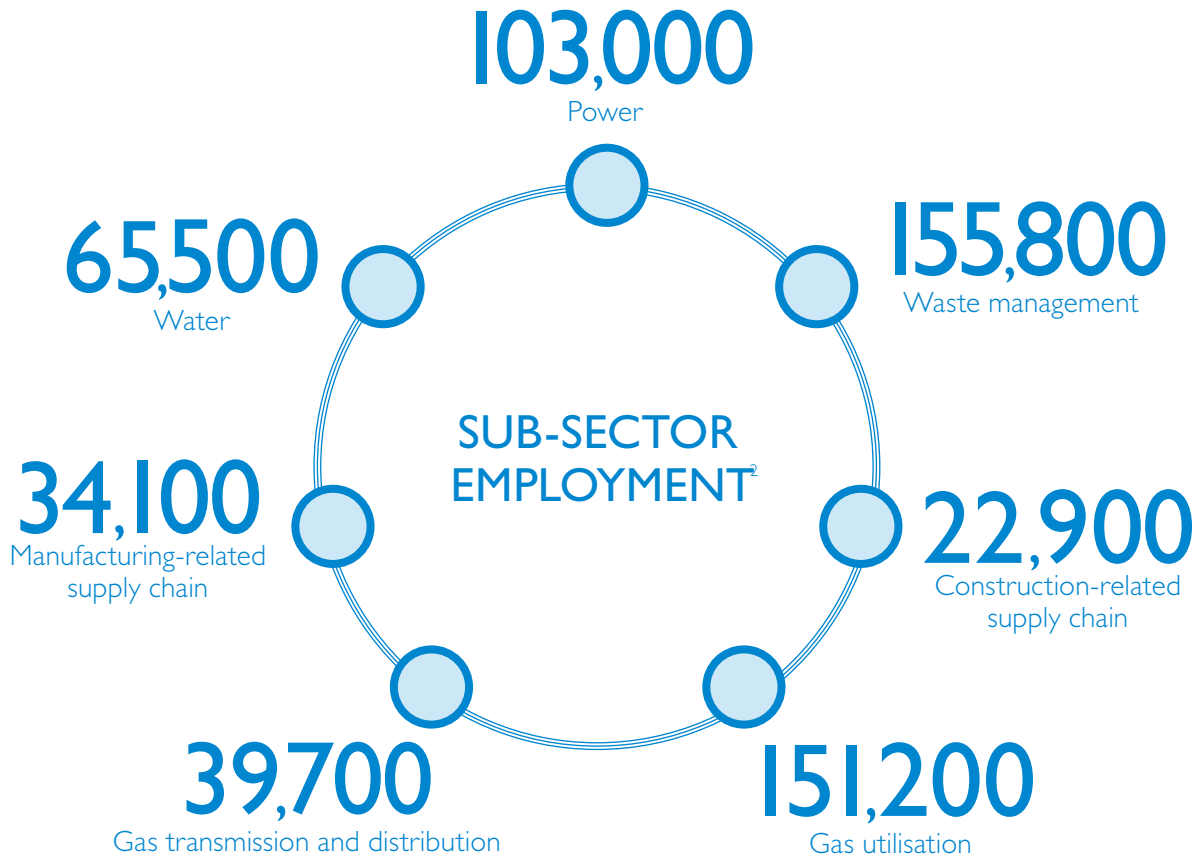 103,000
Power
155,800
Waste management
22,900
Construction-related
supply chain
151,200
Gas utilisation
39,700
Gas transmission and distribution
34,100
Manufacturing-related
supply chain
65,500
Water
SUB-SECTOR
EMPLOYMENT²